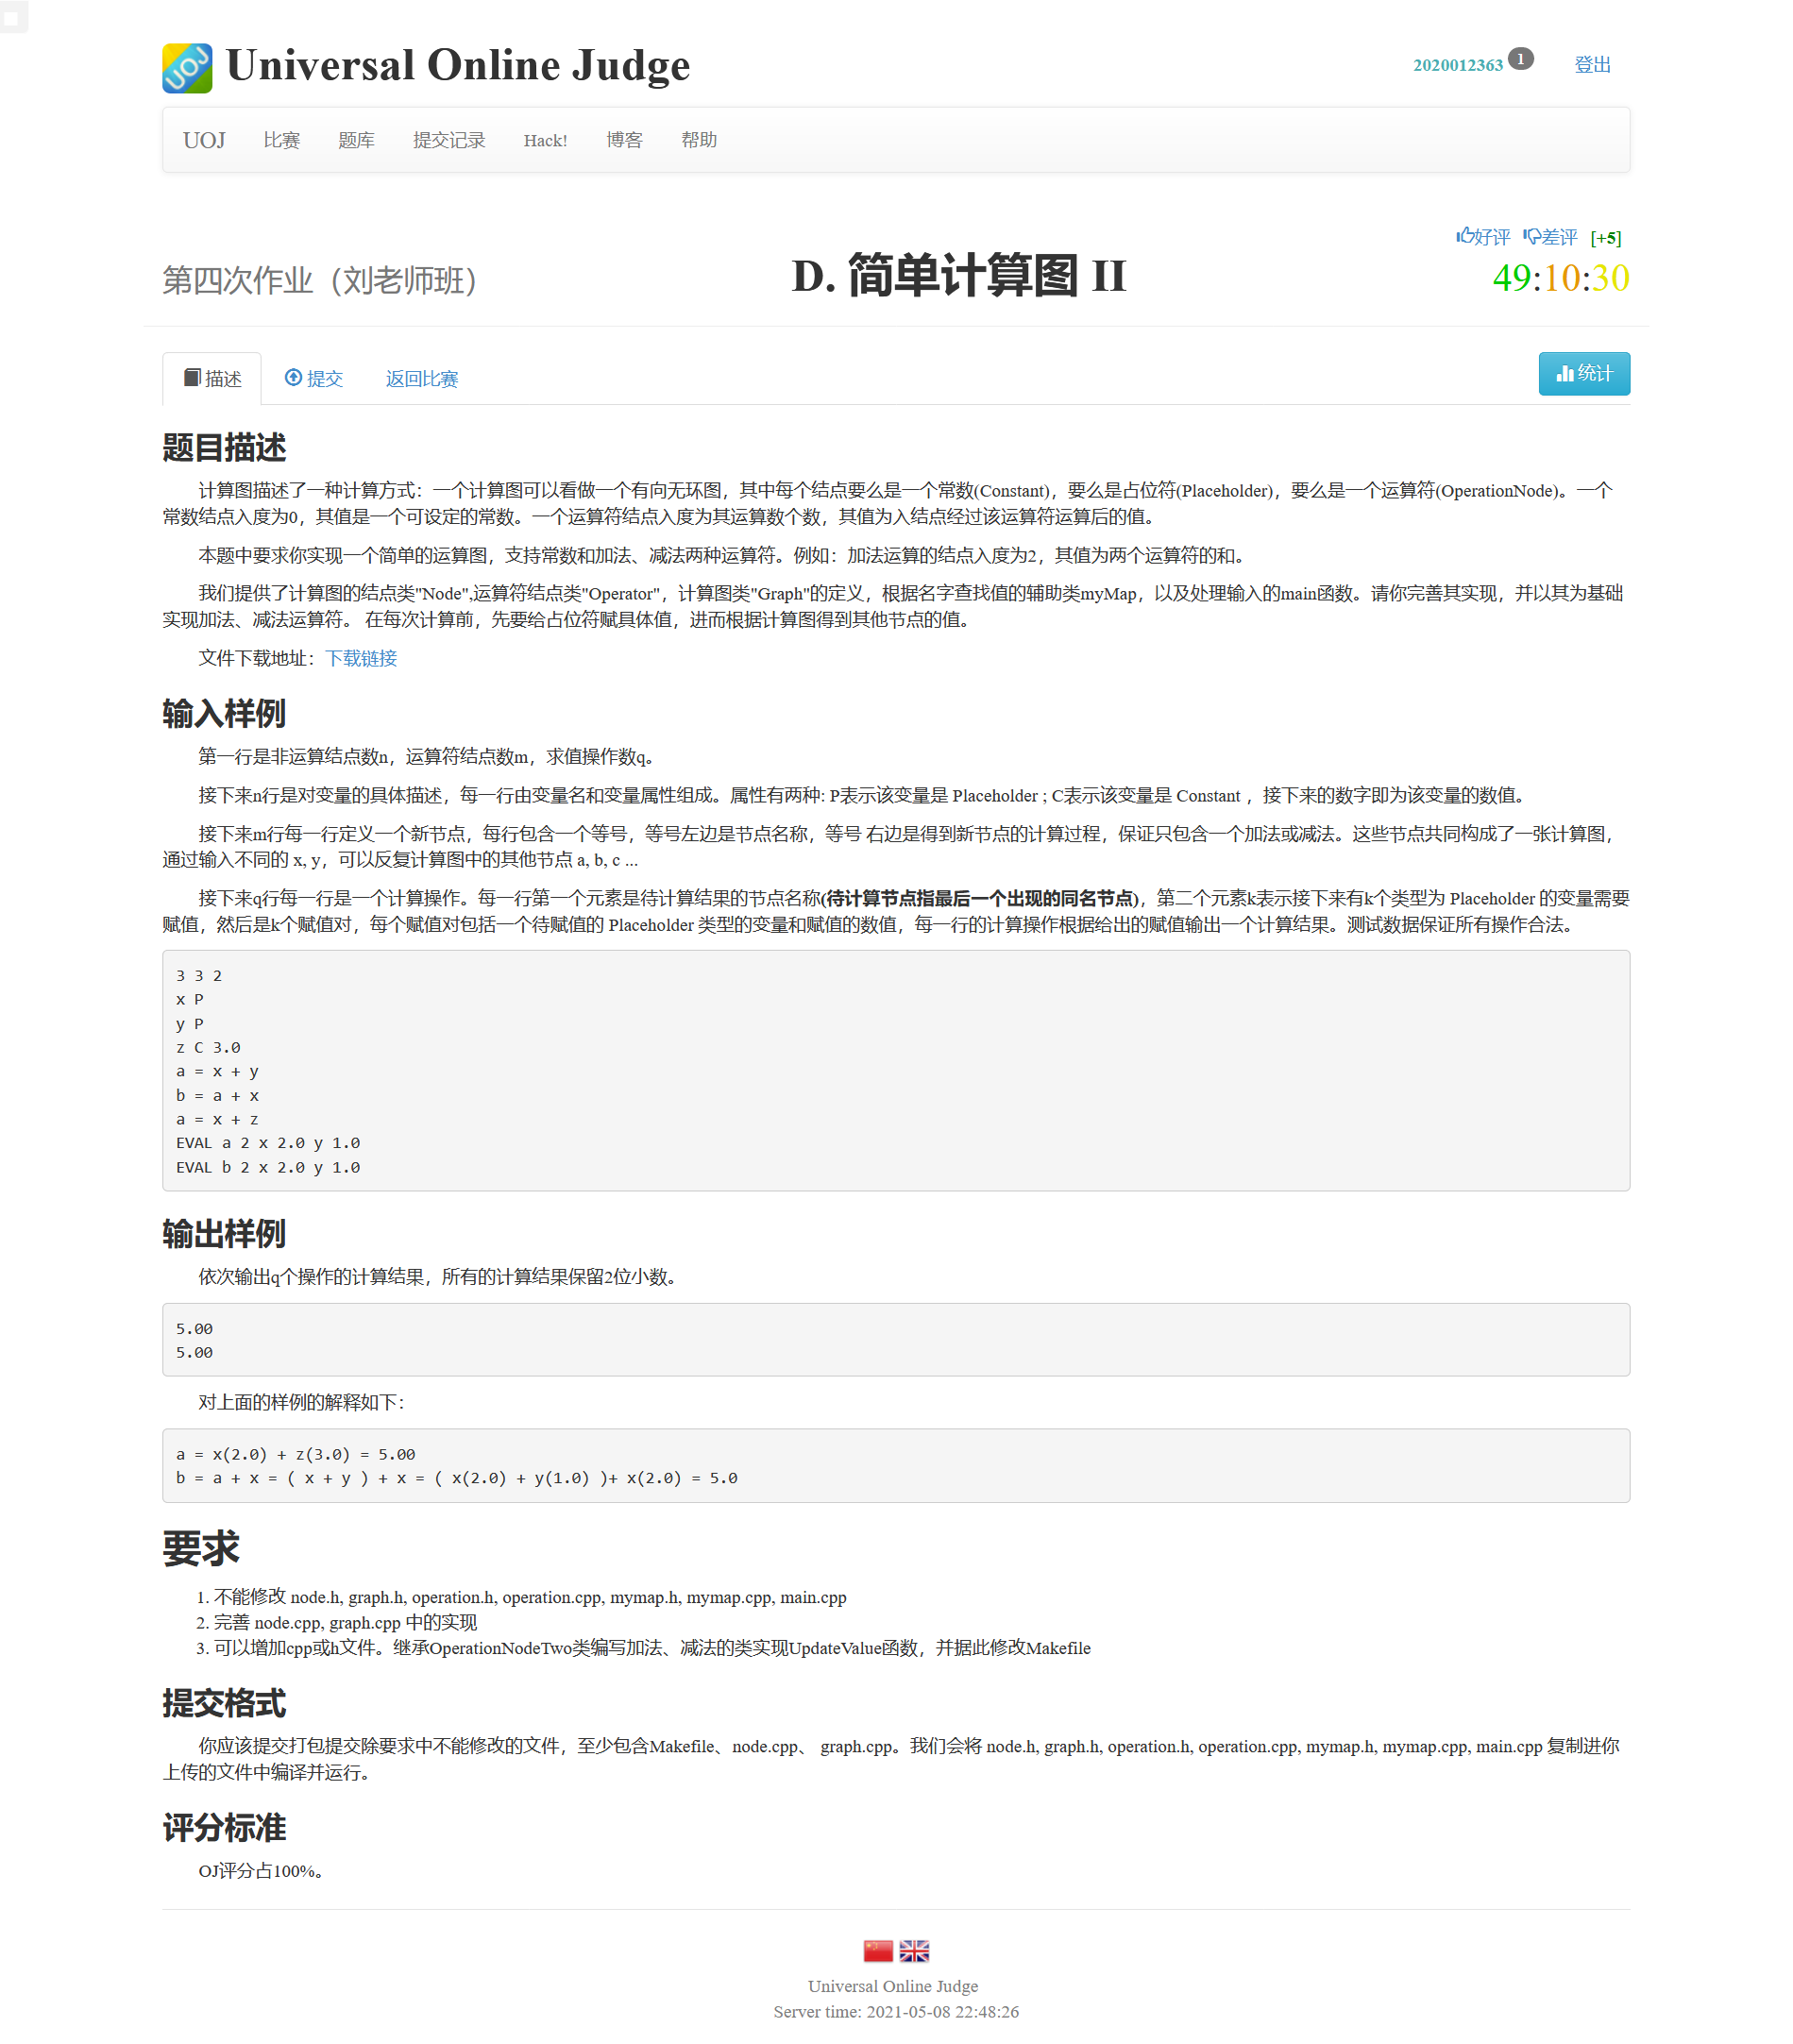 UOJ Universal Online Judge
2020012363 1 登出
UOJ 比赛 题库 提交记录 Hack! 博客 帮助
好评 差评 [+5]
第四次作业（刘老师班） D. 简单计算图 II 49:10:30
描述 提交 返回比赛 统计
题目描述
计算图描述了一种计算方式：一个计算图可以看做一个有向无环图，其中每个结点要么是一个常数(Constant)，要么是占位符(Placeholder)，要么是一个运算符(OperationNode)。一个
常数结点入度为0，其值是一个可设定的常数。一个运算符结点入度为其运算数个数，其值为入结点经过该运算符运算后的值。
本题中要求你实现一个简单的运算图，支持常数和加法、减法两种运算符。例如：加法运算的结点入度为2，其值为两个运算符的和。
我们提供了计算图的结点类"Node",运算符结点类"Operator"，计算图类"Graph"的定义，根据名字查找值的辅助类myMap，以及处理输入的main函数。请你完善其实现，并以其为基础
实现加法、减法运算符。 在每次计算前，先要给占位符赋具体值，进而根据计算图得到其他节点的值。
文件下载地址：下载链接
输入样例
第一行是非运算结点数n，运算符结点数m，求值操作数q。
接下来n行是对变量的具体描述，每一行由变量名和变量属性组成。属性有两种: P表示该变量是 Placeholder ; C表示该变量是 Constant ，接下来的数字即为该变量的数值。
接下来m行每一行定义一个新节点，每行包含一个等号，等号左边是节点名称，等号 右边是得到新节点的计算过程，保证只包含一个加法或减法。这些节点共同构成了一张计算图，
通过输入不同的 x, y，可以反复计算图中的其他节点 a, b, c ...
接下来q行每一行是一个计算操作。每一行第一个元素是待计算结果的节点名称(待计算节点指最后一个出现的同名节点)，第二个元素k表示接下来有k个类型为 Placeholder 的变量需要
赋值，然后是k个赋值对，每个赋值对包括一个待赋值的 Placeholder 类型的变量和赋值的数值，每一行的计算操作根据给出的赋值输出一个计算结果。测试数据保证所有操作合法。
3 3 2
x P
y P
z C 3.0
a = x + y
b = a + x
a = x + z
EVAL a 2 x 2.0 y 1.0
EVAL b 2 x 2.0 y 1.0
输出样例
依次输出q个操作的计算结果，所有的计算结果保留2位小数。
5.00
5.00
对上面的样例的解释如下：
a = x(2.0) + z(3.0) = 5.00
b = a + x = ( x + y ) + x = ( x(2.0) + y(1.0) )+ x(2.0) = 5.0
要求
1. 不能修改 node.h, graph.h, operation.h, operation.cpp, mymap.h, mymap.cpp, main.cpp
2. 完善 node.cpp, graph.cpp 中的实现
3. 可以增加cpp或h文件。继承OperationNodeTwo类编写加法、减法的类实现UpdateValue函数，并据此修改Makefile
提交格式
你应该提交打包提交除要求中不能修改的文件，至少包含Makefile、node.cpp、 graph.cpp。我们会将 node.h, graph.h, operation.h, operation.cpp, mymap.h, mymap.cpp, main.cpp 复制进你
上传的文件中编译并运行。
评分标准
OJ评分占100%。
Universal Online Judge
Server time: 2021-05-08 22:48:26